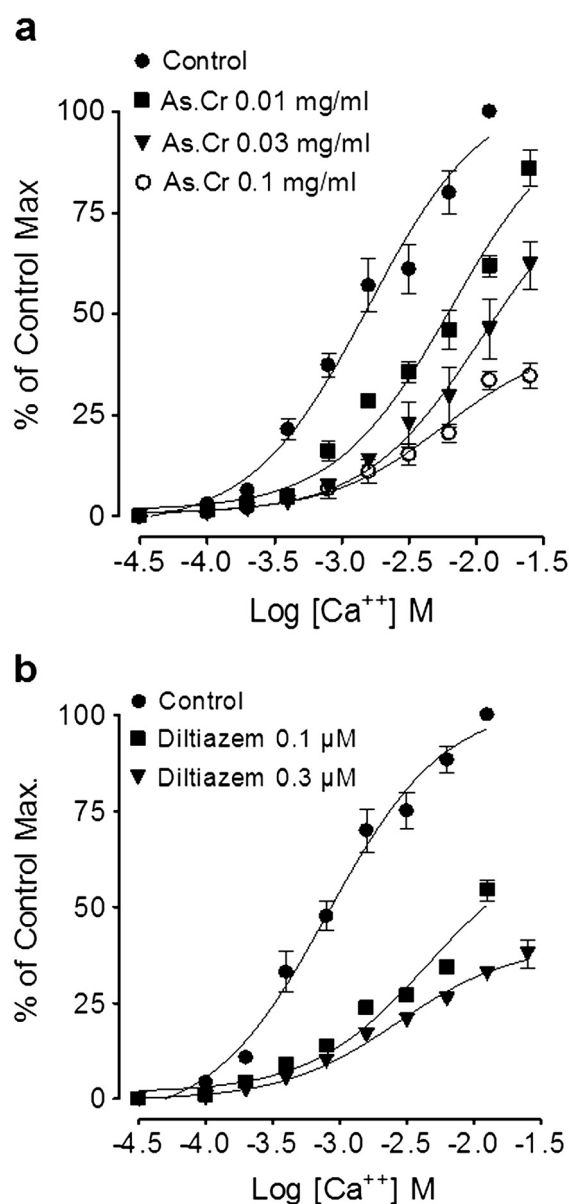 a
Control
As.Cr 0.01 mg/ml
As.Cr 0.03 mg/ml
As.Cr 0.1 mg/ml
100
75
50
25
0
% of Control Max
-4.5 -4.0 -3.5 -3.0 -2.5 -2.0 -1.5
Log [Ca⁺⁺] M
b
Control
Diltiazem 0.1 µM
Diltiazem 0.3 µM
100
75
50
25
0
% of Control Max.
-4.5 -4.0 -3.5 -3.0 -2.5 -2.0 -1.5
Log [Ca⁺⁺] M